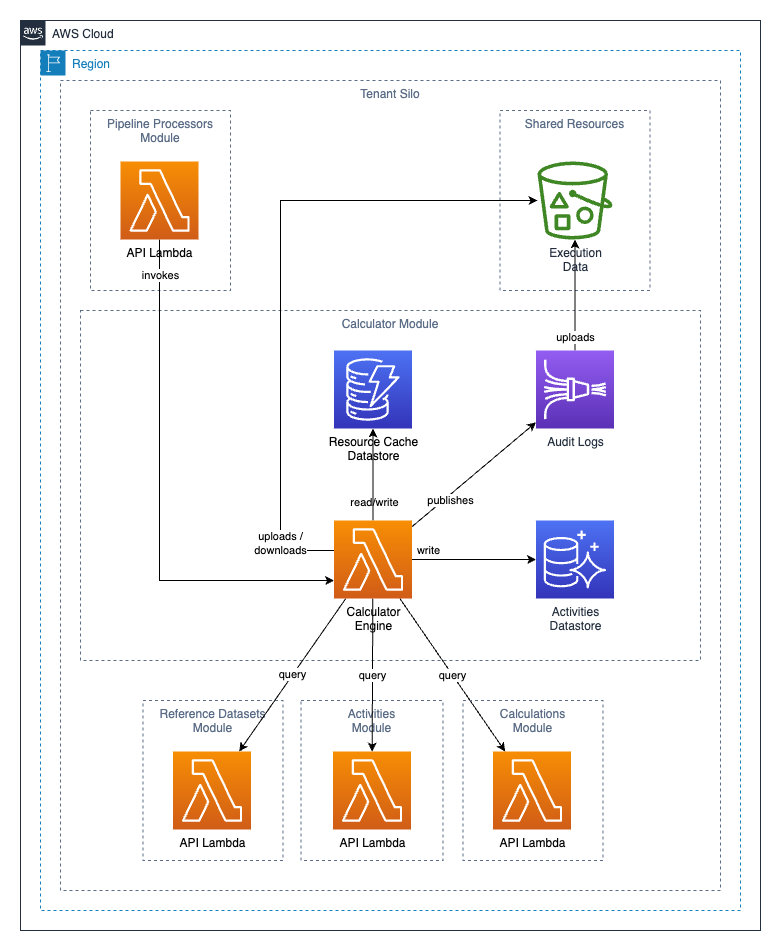 aws
AWS Cloud
Region
Tenant Silo
Pipeline Processors
Module
API Lambda
invokes
Shared Resources
Execution
Data
uploads
Calculator Module
Resource Cache
Datastore
Audit Logs
read/write
publishes
uploads /
downloads
write
Calculator
Engine
Activities
Datastore
query
query
query
Reference Datasets
Module
API Lambda
Activities
Module
API Lambda
Calculations
Module
API Lambda